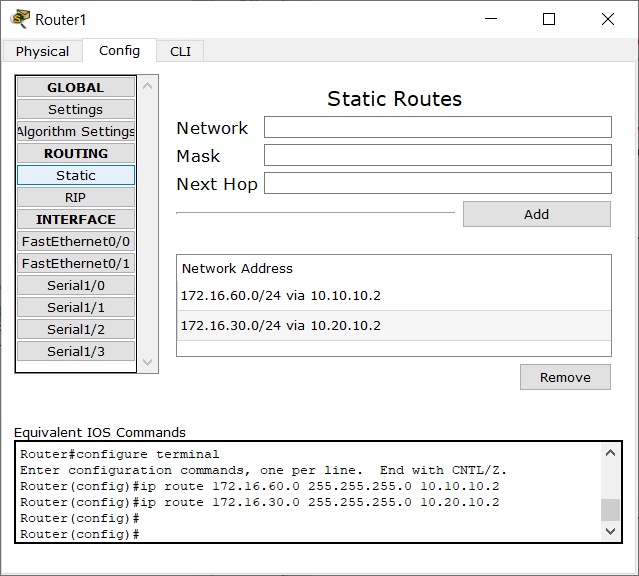 Router1
Physical
Config
CLI
GLOBAL
Settings
Algorithm Settings
ROUTING
Static
RIP
INTERFACE
FastEthernet0/0
FastEthernet0/1
Serial1/0
Serial1/1
Serial1/2
Serial1/3
Static Routes
Network
Mask
Next Hop
Add
Network Address
172.16.60.0/24 via 10.10.10.2
172.16.30.0/24 via 10.20.10.2
Remove
Equivalent IOS Commands
Router#configure terminal
Enter configuration commands, one per line.  End with CNTL/Z.
Router(config)#ip route 172.16.60.0 255.255.255.0 10.10.10.2
Router(config)#ip route 172.16.30.0 255.255.255.0 10.20.10.2
Router(config)#
Router(config)#